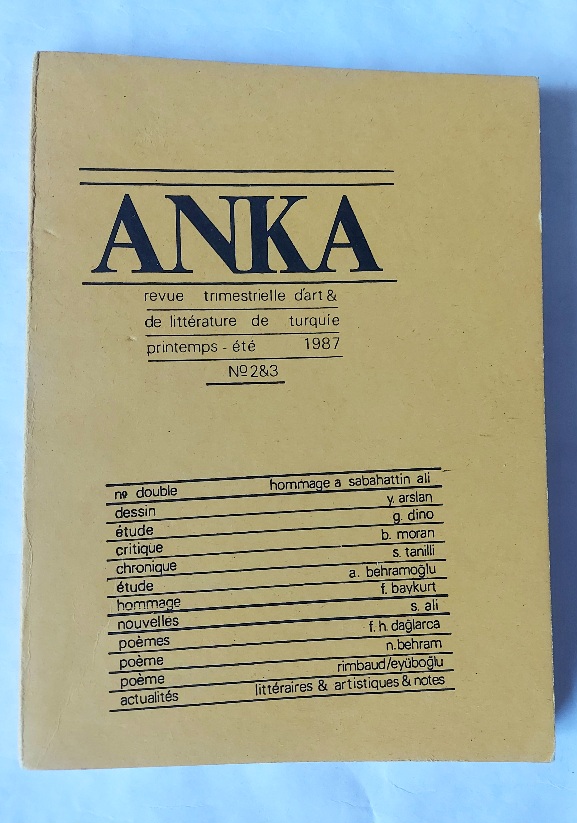 ANKA
revue trimestrielle d'art &
de littérature de turquie
printemps - été 1987
Nº2&3
nº double hommage a sabahattin ali
dessin y. arslan
étude g. dino
critique b. moran
chronique s. tanilli
étude a. behramoğlu
hommage f. baykurt
nouvelles s. ali
poèmes f. h. dağlarca
poème n. behram
poème rimbaud/eyüboğlu
actualités littéraires & artistiques & notes